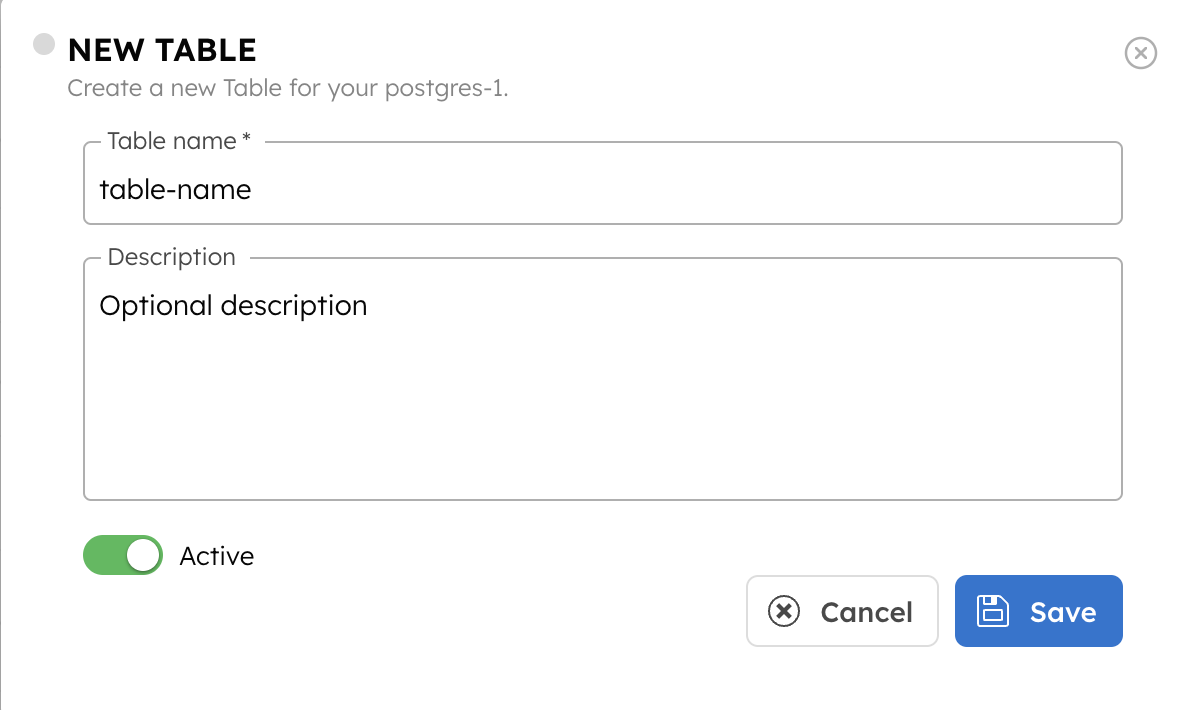 NEW TABLE
Create a new Table for your postgres-1.
Table name *
table-name
Description
Optional description
Active
Cancel
Save